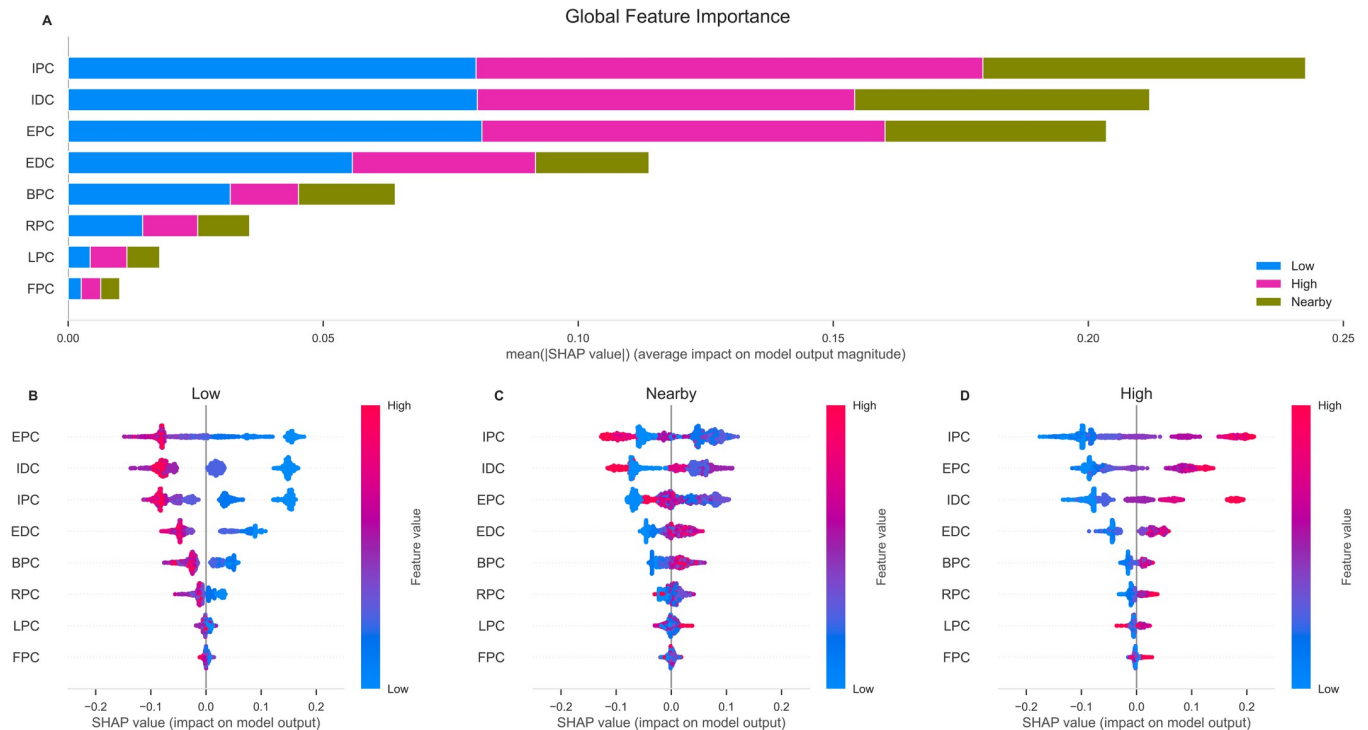 A
Global Feature Importance
IPC
IDC
EPC
EDC
BPC
RPC
LPC
FPC
Low
High
Nearby
0.00
0.05
0.10
0.15
0.20
0.25
mean(|SHAP value|) (average impact on model output magnitude)
B
Low
High
EPC
IDC
IPC
EDC
BPC
RPC
LPC
FPC
Feature value
Low
−0.2
−0.1
0.0
0.1
0.2
SHAP value (impact on model output)
C
Nearby
High
IPC
IDC
EPC
EDC
BPC
RPC
LPC
FPC
Feature value
Low
−0.2
−0.1
0.0
0.1
0.2
SHAP value (impact on model output)
D
High
High
IPC
EPC
IDC
EDC
BPC
RPC
LPC
FPC
Feature value
Low
−0.2
−0.1
0.0
0.1
0.2
SHAP value (impact on model output)